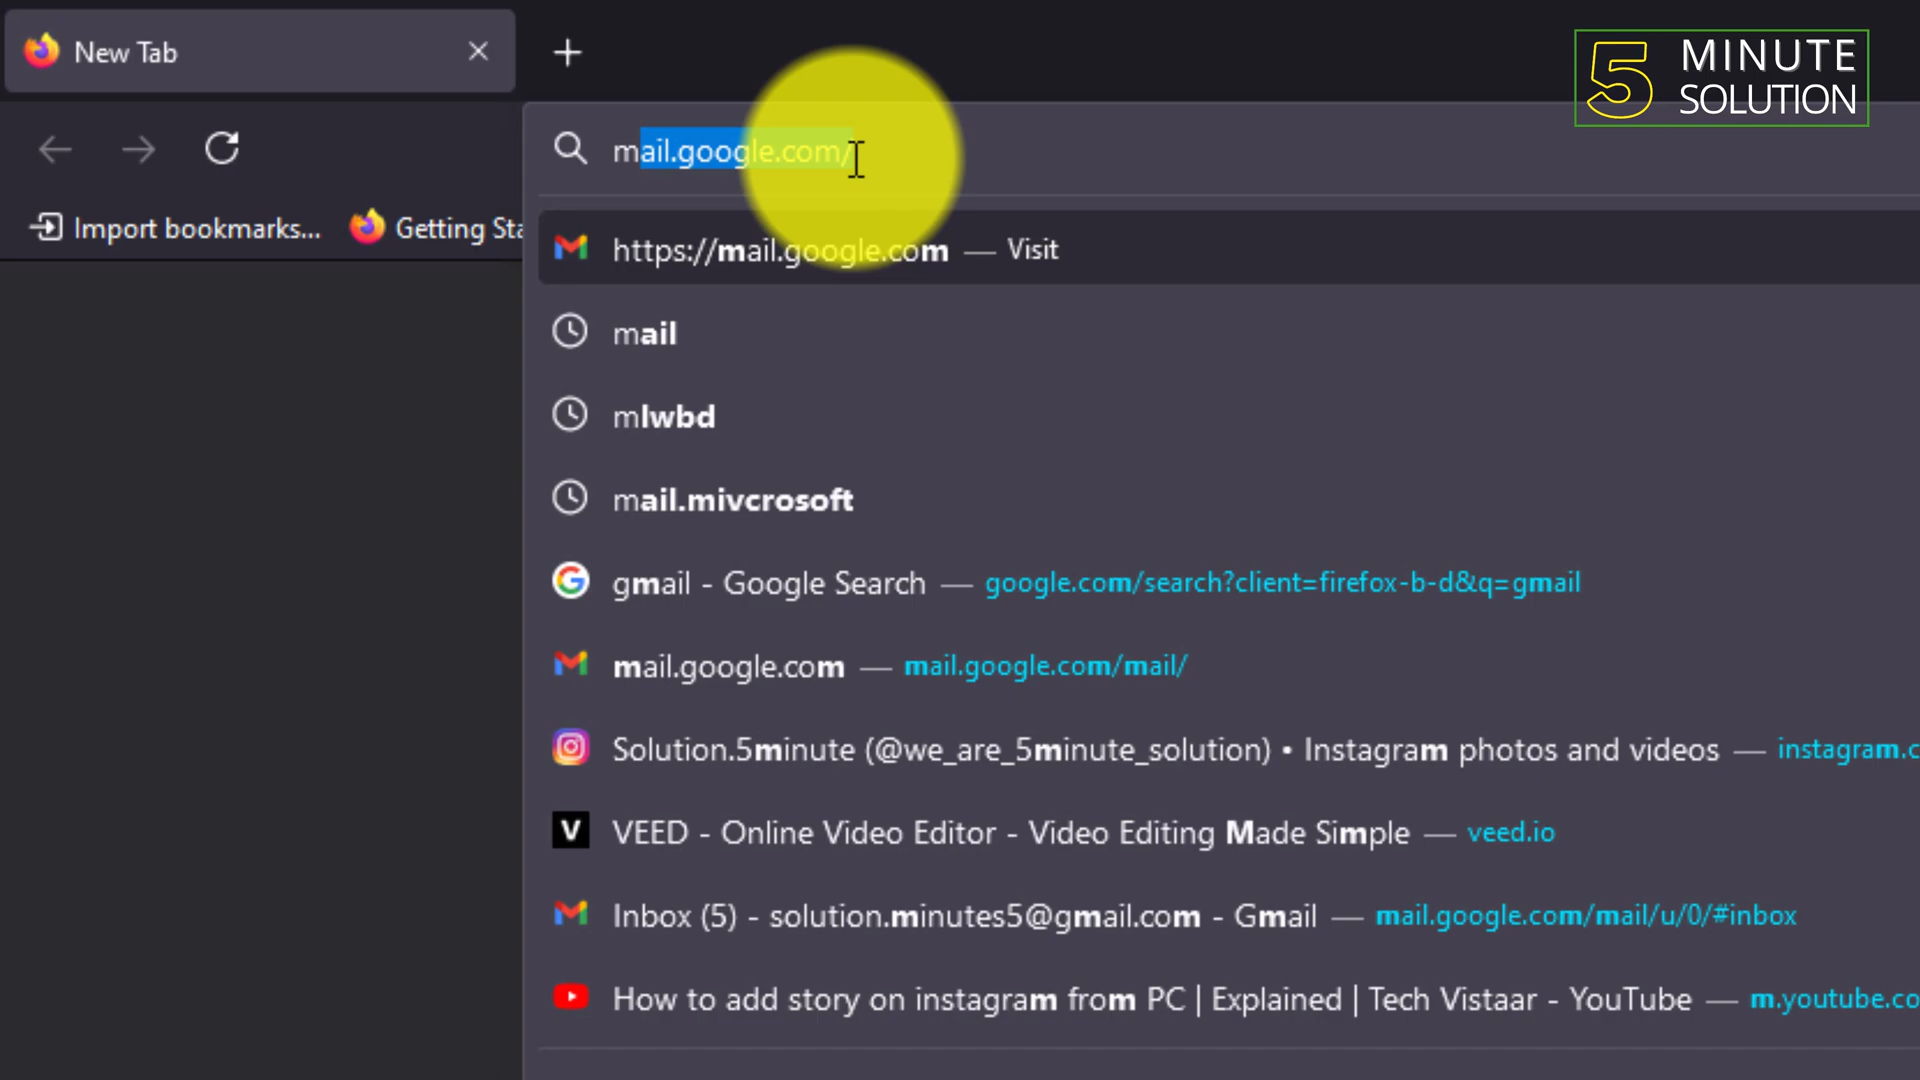 New Tab
5 MINUTE
SOLUTION
mail.google.com/
Import bookmarks...
Getting Sta
https://mail.google.com — Visit
mail
mlwbd
mail.mivcrosoft
gmail - Google Search — google.com/search?client=firefox-b-d&q=gmail
mail.google.com — mail.google.com/mail/
Solution.5minute (@we_are_5minute_solution) • Instagram photos and videos — instagram.c
VEED - Online Video Editor - Video Editing Made Simple — veed.io
Inbox (5) - solution.minutes5@gmail.com - Gmail — mail.google.com/mail/u/0/#inbox
How to add story on instagram from PC | Explained | Tech Vistaar - YouTube — m.youtube.co